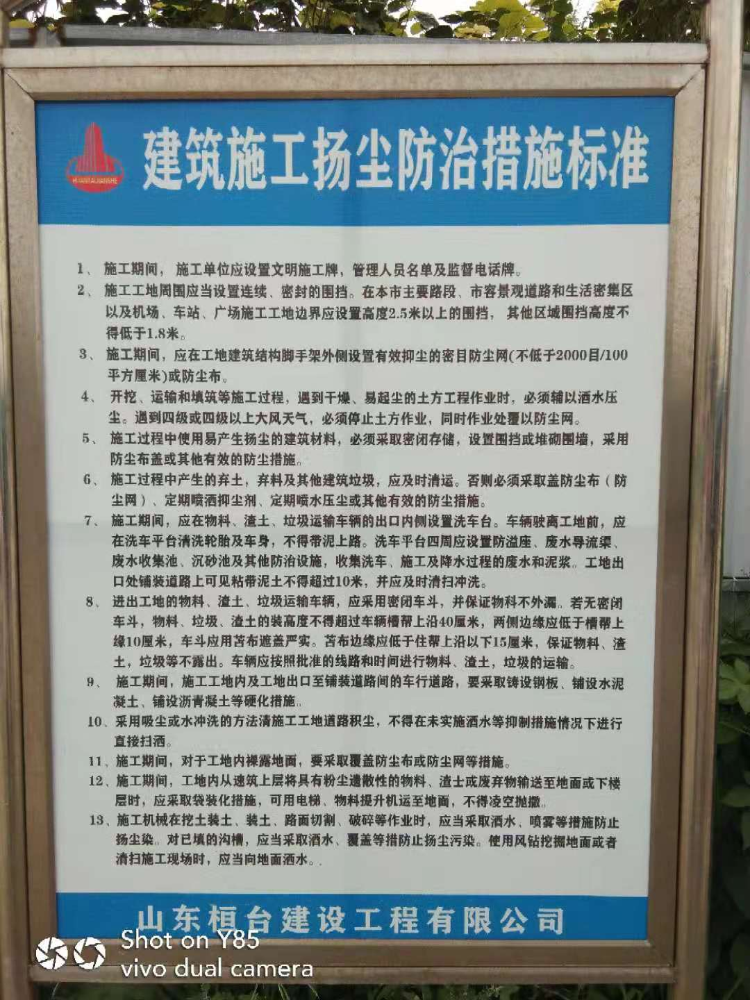 建筑施工扬尘防治措施标准
HUANTAIJIANSHE
1、施工期间，施工单位应设置文明施工牌，管理人员名单及监督电话牌。
2、施工工地周围应当设置连续、密封的围挡。在本市主要路段、市容景观道路和生活密集区
以及机场、车站、广场施工工地边界应设置高度2.5米以上的围挡，其他区域围挡高度不
得低于1.8米。
3、施工期间，应在工地建筑结构脚手架外侧设置有效抑尘的密目防尘网(不低于2000目/100
平方厘米)或防尘布。
4、开挖、运输和填筑等施工过程，遇到干燥、易起尘的土方工程作业时，必须辅以洒水压
尘。遇到四级或四级以上大风天气，必须停止土方作业，同时作业处覆以防尘网。
5、施工过程中使用易产生扬尘的建筑材料，必须采取密闭存储，设置围挡或堆砌围墙，采用
防尘布盖或其他有效的防尘措施。
6、施工过程中产生的弃土，弃料及其他建筑垃圾，应及时清运。否则必须采取盖防尘布（防
尘网）、定期喷洒抑尘剂、定期喷水压尘或其他有效的防尘措施。
7、施工期间，应在物料、渣土、垃圾运输车辆的出口内侧设置洗车台。车辆驶离工地前，应
在洗车平台清洗轮胎及车身，不得带泥上路。洗车平台四周应设置防溢座、废水导流渠、
废水收集池、沉砂池及其他防治设施，收集洗车、施工及降水过程的废水和泥浆。工地出
口处铺装道路上可见粘带泥土不得超过10米，并应及时清扫冲洗。
8、进出工地的物料、渣土、垃圾运输车辆，应采用密闭车斗，并保证物科不外漏。若无密闭
车斗，物料、垃圾、渣土的装高度不得超过车辆槽帮上沿40厘米，两侧边缘应低于槽帮上
缘10厘米，车斗应用苫布遮盖严实。苫布边缘应低于住帮上沿以下15厘米，保证物料、渣
土，垃圾等不露出。车辆应按照批准的线路和时间进行物料、渣土，垃圾的运输。
9、施工期间，施工工地内及工地出口至铺装道路间的车行道路，要采取铸设钢板、铺设水泥
凝土、铺设沥青凝土等硬化措施。
10、采用吸尘或水冲洗的方法清施工工地道路积尘，不得在未实施洒水等抑制措施情况下进行
直接扫洒。
11、施工期间，对于工地内裸露地面，要采取覆盖防尘布或防尘网等措施。
12、施工期间，工地内从速筑上层将具有粉尘遗散性的物料、渣士或废弃物输送至地面或下楼
层时，应采取袋装化措施，可用电梯、物料提升机运至地面，不得凌空抛撒。
13、施工机械在挖土装土、装土、路面切割、破碎等作业时，应当采取洒水、喷雾等措施防止
扬尘染。对已填的沟槽，应当采取洒水、覆盖等措防止扬尘污染。使用风钻挖掘地面或者
清扫施工现场时，应当向地面洒水。
山东桓台建设工程有限公司
Shot on Y85
vivo dual camera